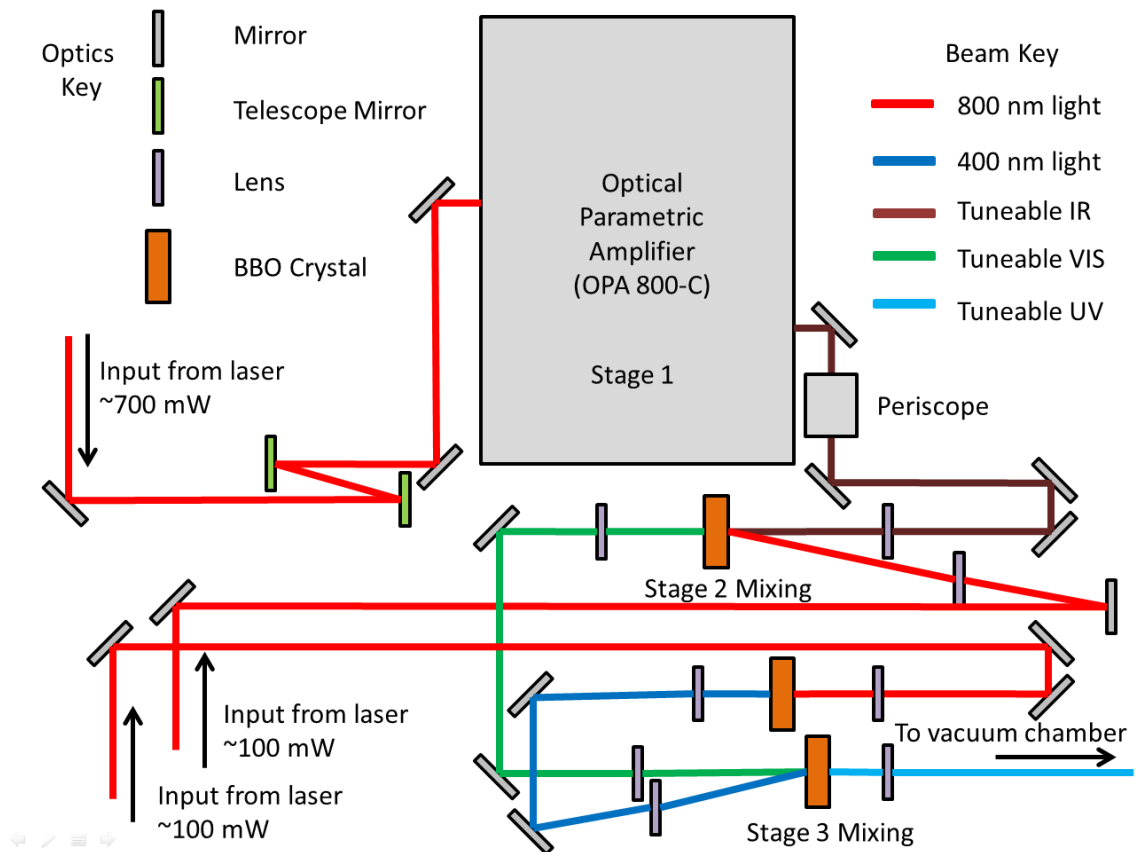 Optics
Key
Mirror
Telescope Mirror
Lens
BBO Crystal
Optical
Parametric
Amplifier
(OPA 800-C)
Stage 1
Beam Key
800 nm light
400 nm light
Tuneable IR
Tuneable VIS
Tuneable UV
Input from laser
~700 mW
Periscope
Stage 2 Mixing
Input from laser
~100 mW
Input from laser
~100 mW
To vacuum chamber
Stage 3 Mixing